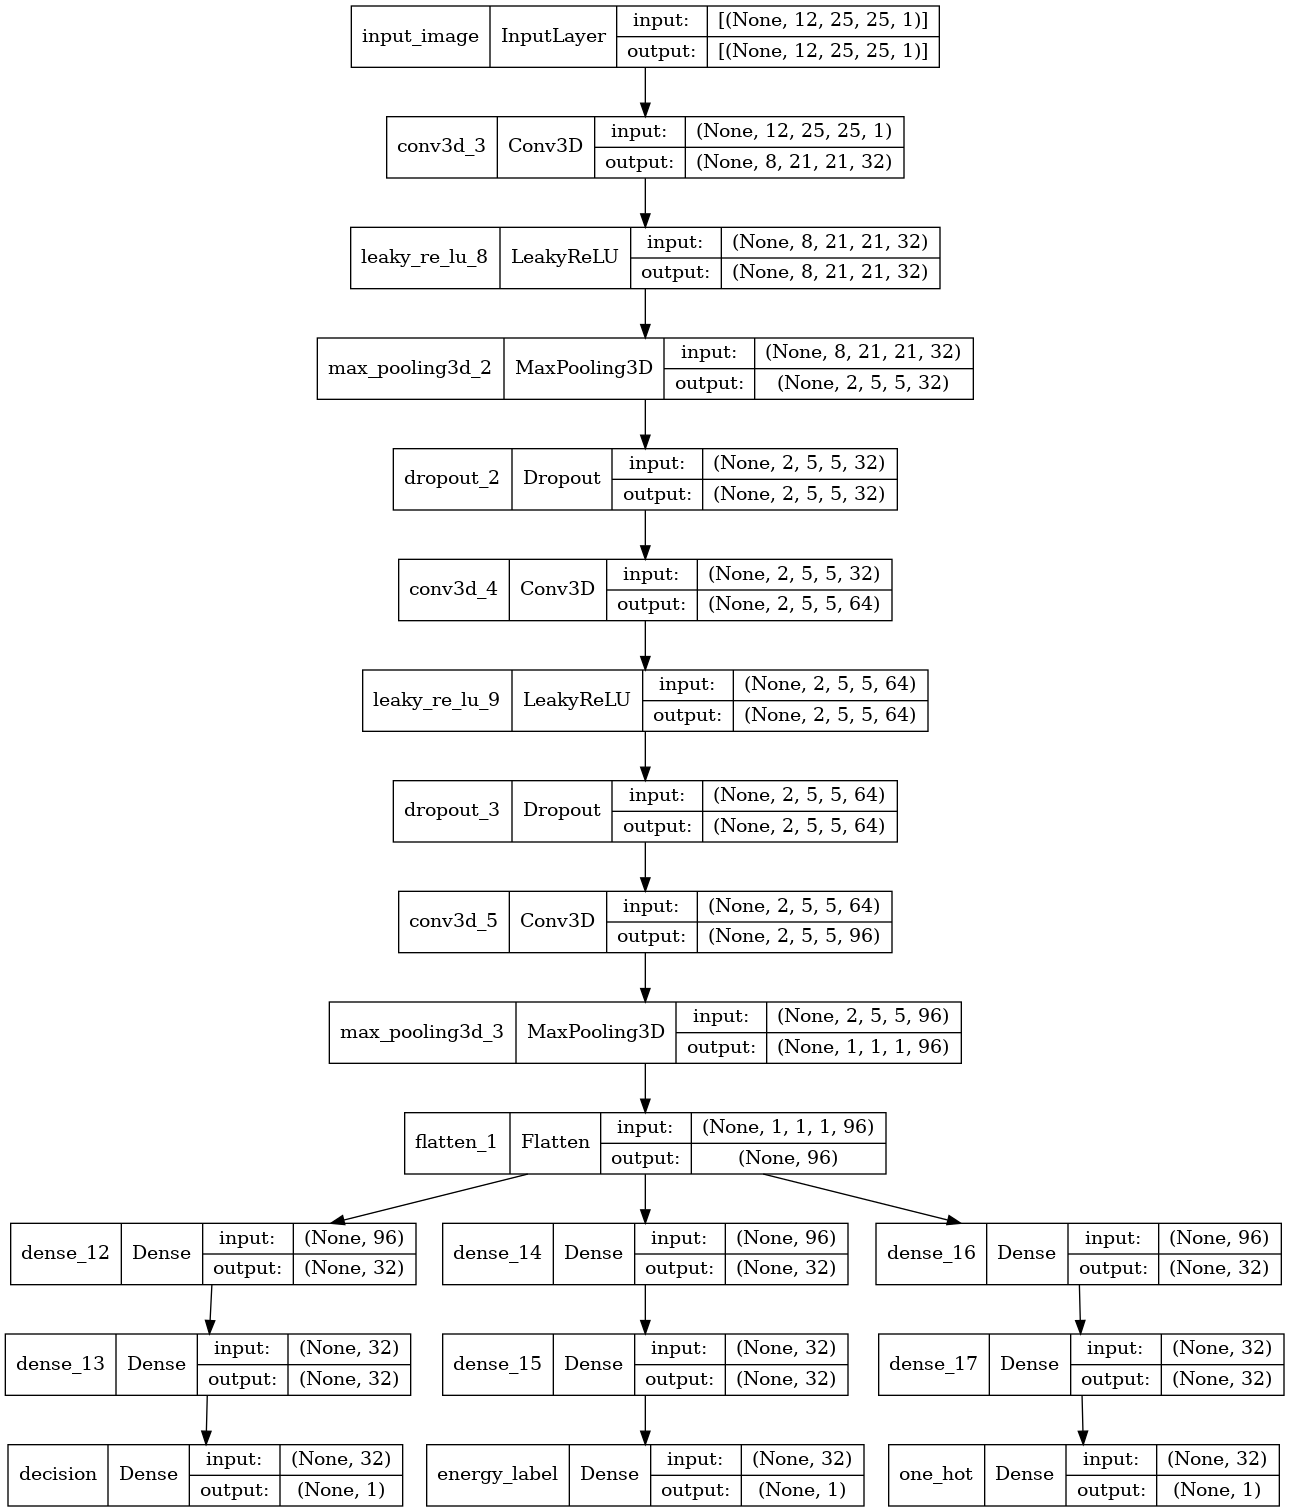 input_image InputLayer input: [(None, 12, 25, 25, 1)]
output: [(None, 12, 25, 25, 1)]
conv3d_3 Conv3D input: (None, 12, 25, 25, 1)
output: (None, 8, 21, 21, 32)
leaky_re_lu_8 LeakyReLU input: (None, 8, 21, 21, 32)
output: (None, 8, 21, 21, 32)
max_pooling3d_2 MaxPooling3D input: (None, 8, 21, 21, 32)
output: (None, 2, 5, 5, 32)
dropout_2 Dropout input: (None, 2, 5, 5, 32)
output: (None, 2, 5, 5, 32)
conv3d_4 Conv3D input: (None, 2, 5, 5, 32)
output: (None, 2, 5, 5, 64)
leaky_re_lu_9 LeakyReLU input: (None, 2, 5, 5, 64)
output: (None, 2, 5, 5, 64)
dropout_3 Dropout input: (None, 2, 5, 5, 64)
output: (None, 2, 5, 5, 64)
conv3d_5 Conv3D input: (None, 2, 5, 5, 64)
output: (None, 2, 5, 5, 96)
max_pooling3d_3 MaxPooling3D input: (None, 2, 5, 5, 96)
output: (None, 1, 1, 1, 96)
flatten_1 Flatten input: (None, 1, 1, 1, 96)
output: (None, 96)
dense_12 Dense input: (None, 96)
output: (None, 32)
dense_14 Dense input: (None, 96)
output: (None, 32)
dense_16 Dense input: (None, 96)
output: (None, 32)
dense_13 Dense input: (None, 32)
output: (None, 32)
dense_15 Dense input: (None, 32)
output: (None, 32)
dense_17 Dense input: (None, 32)
output: (None, 32)
decision Dense input: (None, 32)
output: (None, 1)
energy_label Dense input: (None, 32)
output: (None, 1)
one_hot Dense input: (None, 32)
output: (None, 1)